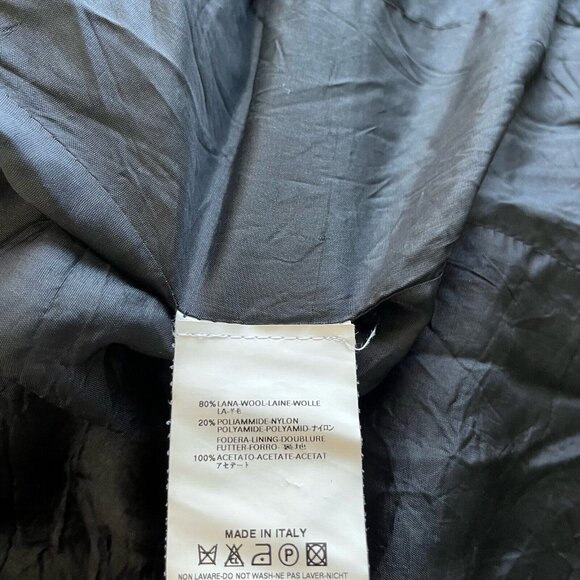 80% LANA-WOOL-LAINE-WOLLE
20% POLIAMMIDE-NYLON
POLYAMIDE-POLYAMID-ナイロン
FODERA-LINING-DOUBLURE
FUTTER-FORRO-
100% ACETATO-ACETATE-ACETAT
アセテート
MADE IN ITALY
P
NON LAVARE-DO NOT WASH-NE PAS LAVER-NICHT